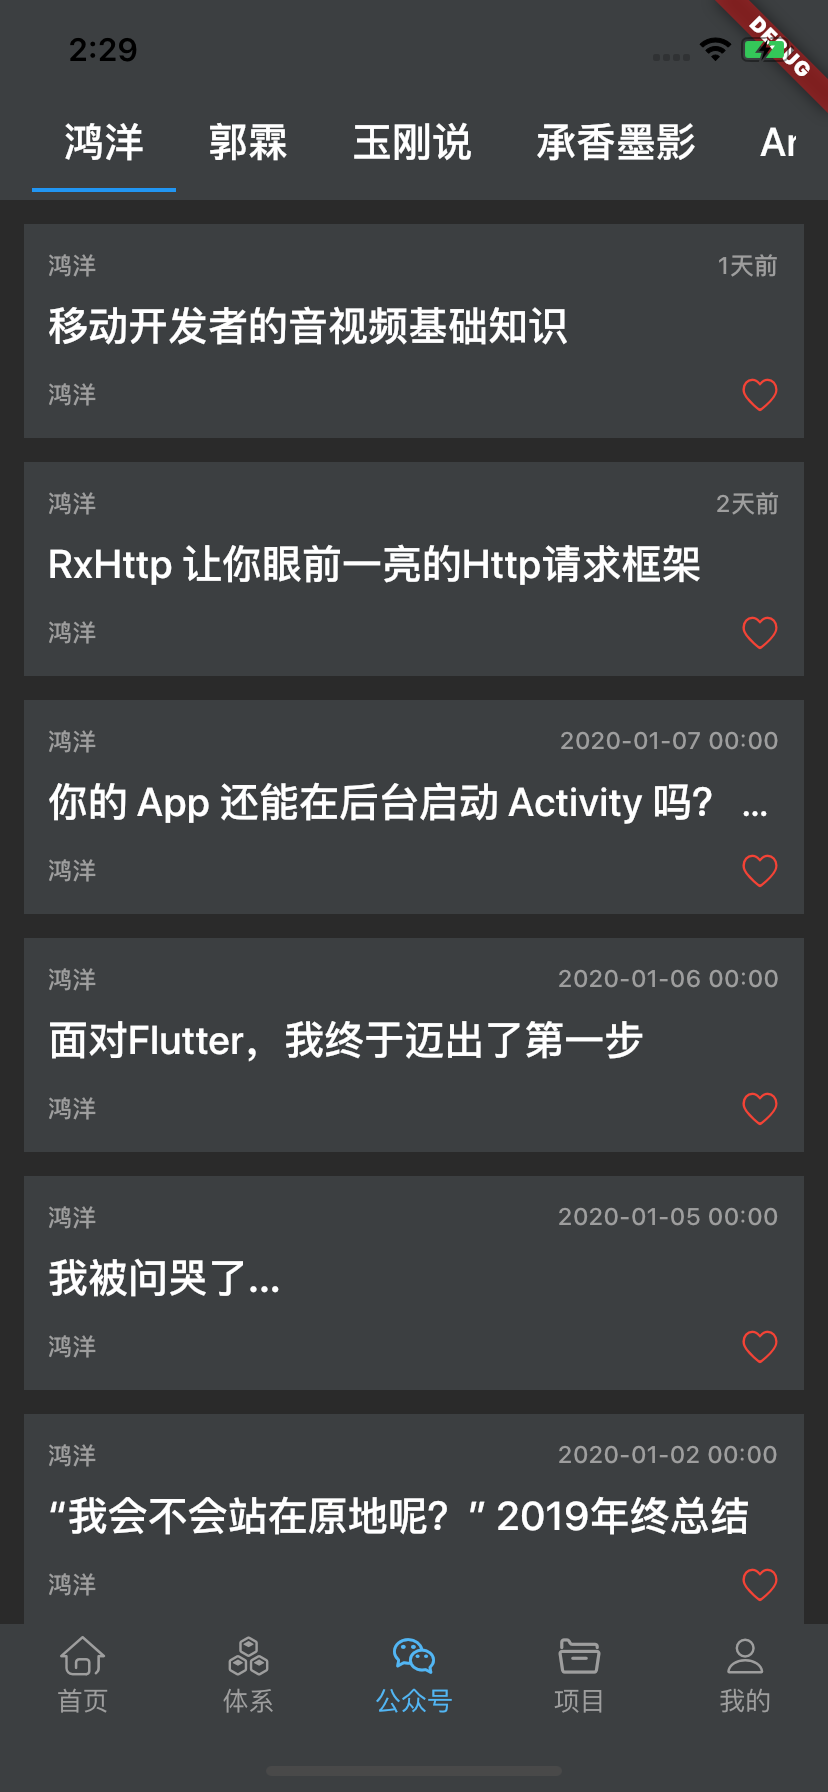 2:29
DEBUG
鸿洋 郭霖 玉刚说 承香墨影 An
鸿洋 1天前
移动开发者的音视频基础知识
鸿洋
鸿洋 2天前
RxHttp 让你眼前一亮的Http请求框架
鸿洋
鸿洋 2020-01-07 00:00
你的 App 还能在后台启动 Activity 吗？ ...
鸿洋
鸿洋 2020-01-06 00:00
面对Flutter，我终于迈出了第一步
鸿洋
鸿洋 2020-01-05 00:00
我被问哭了...
鸿洋
鸿洋 2020-01-02 00:00
“我会不会站在原地呢？” 2019年终总结
鸿洋
首页 体系 公众号 项目 我的